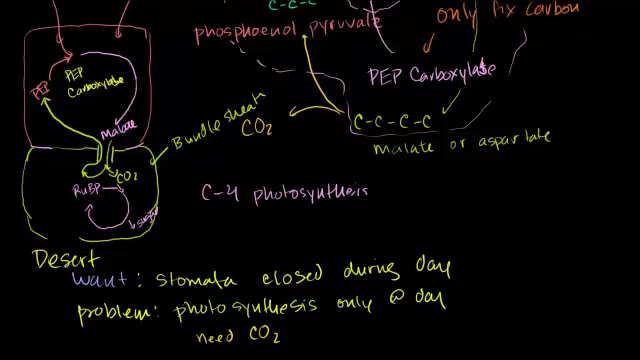 C-C-C
only fix carbon
phosphoenol pyruvate
PEP Carboxylase
PEP
PEP
Carboxylase
Malate
Bundle sheath
CO2
C-C-C-C
malate or aspartate
CO2
RuBP
C-4 photosynthesis
Desert
want: stomata closed during day
problem: photosynthesis only @ day
need CO2